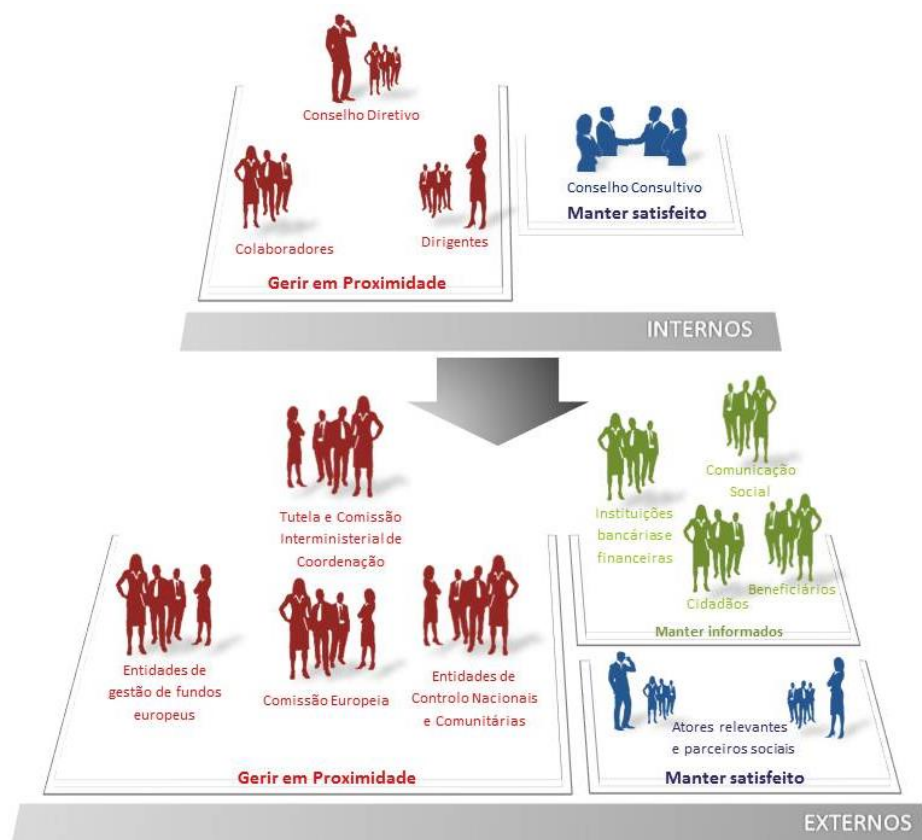 Conselho Diretivo
Colaboradores
Dirigentes
Gerir em Proximidade
Conselho Consultivo
Manter satisfeito
INTERNOS
Tutela e Comissão
Interministerial de
Coordenação
Entidades de
gestão de fundos
europeus
Comissão Europeia
Entidades de
Controlo Nacionais
e Comunitárias
Gerir em Proximidade
Comunicação
Social
Instituições
bancárias e
financeiras
Cidadãos
Beneficiários
Manter informados
Atores relevantes
e parceiros sociais
Manter satisfeito
EXTERNOS